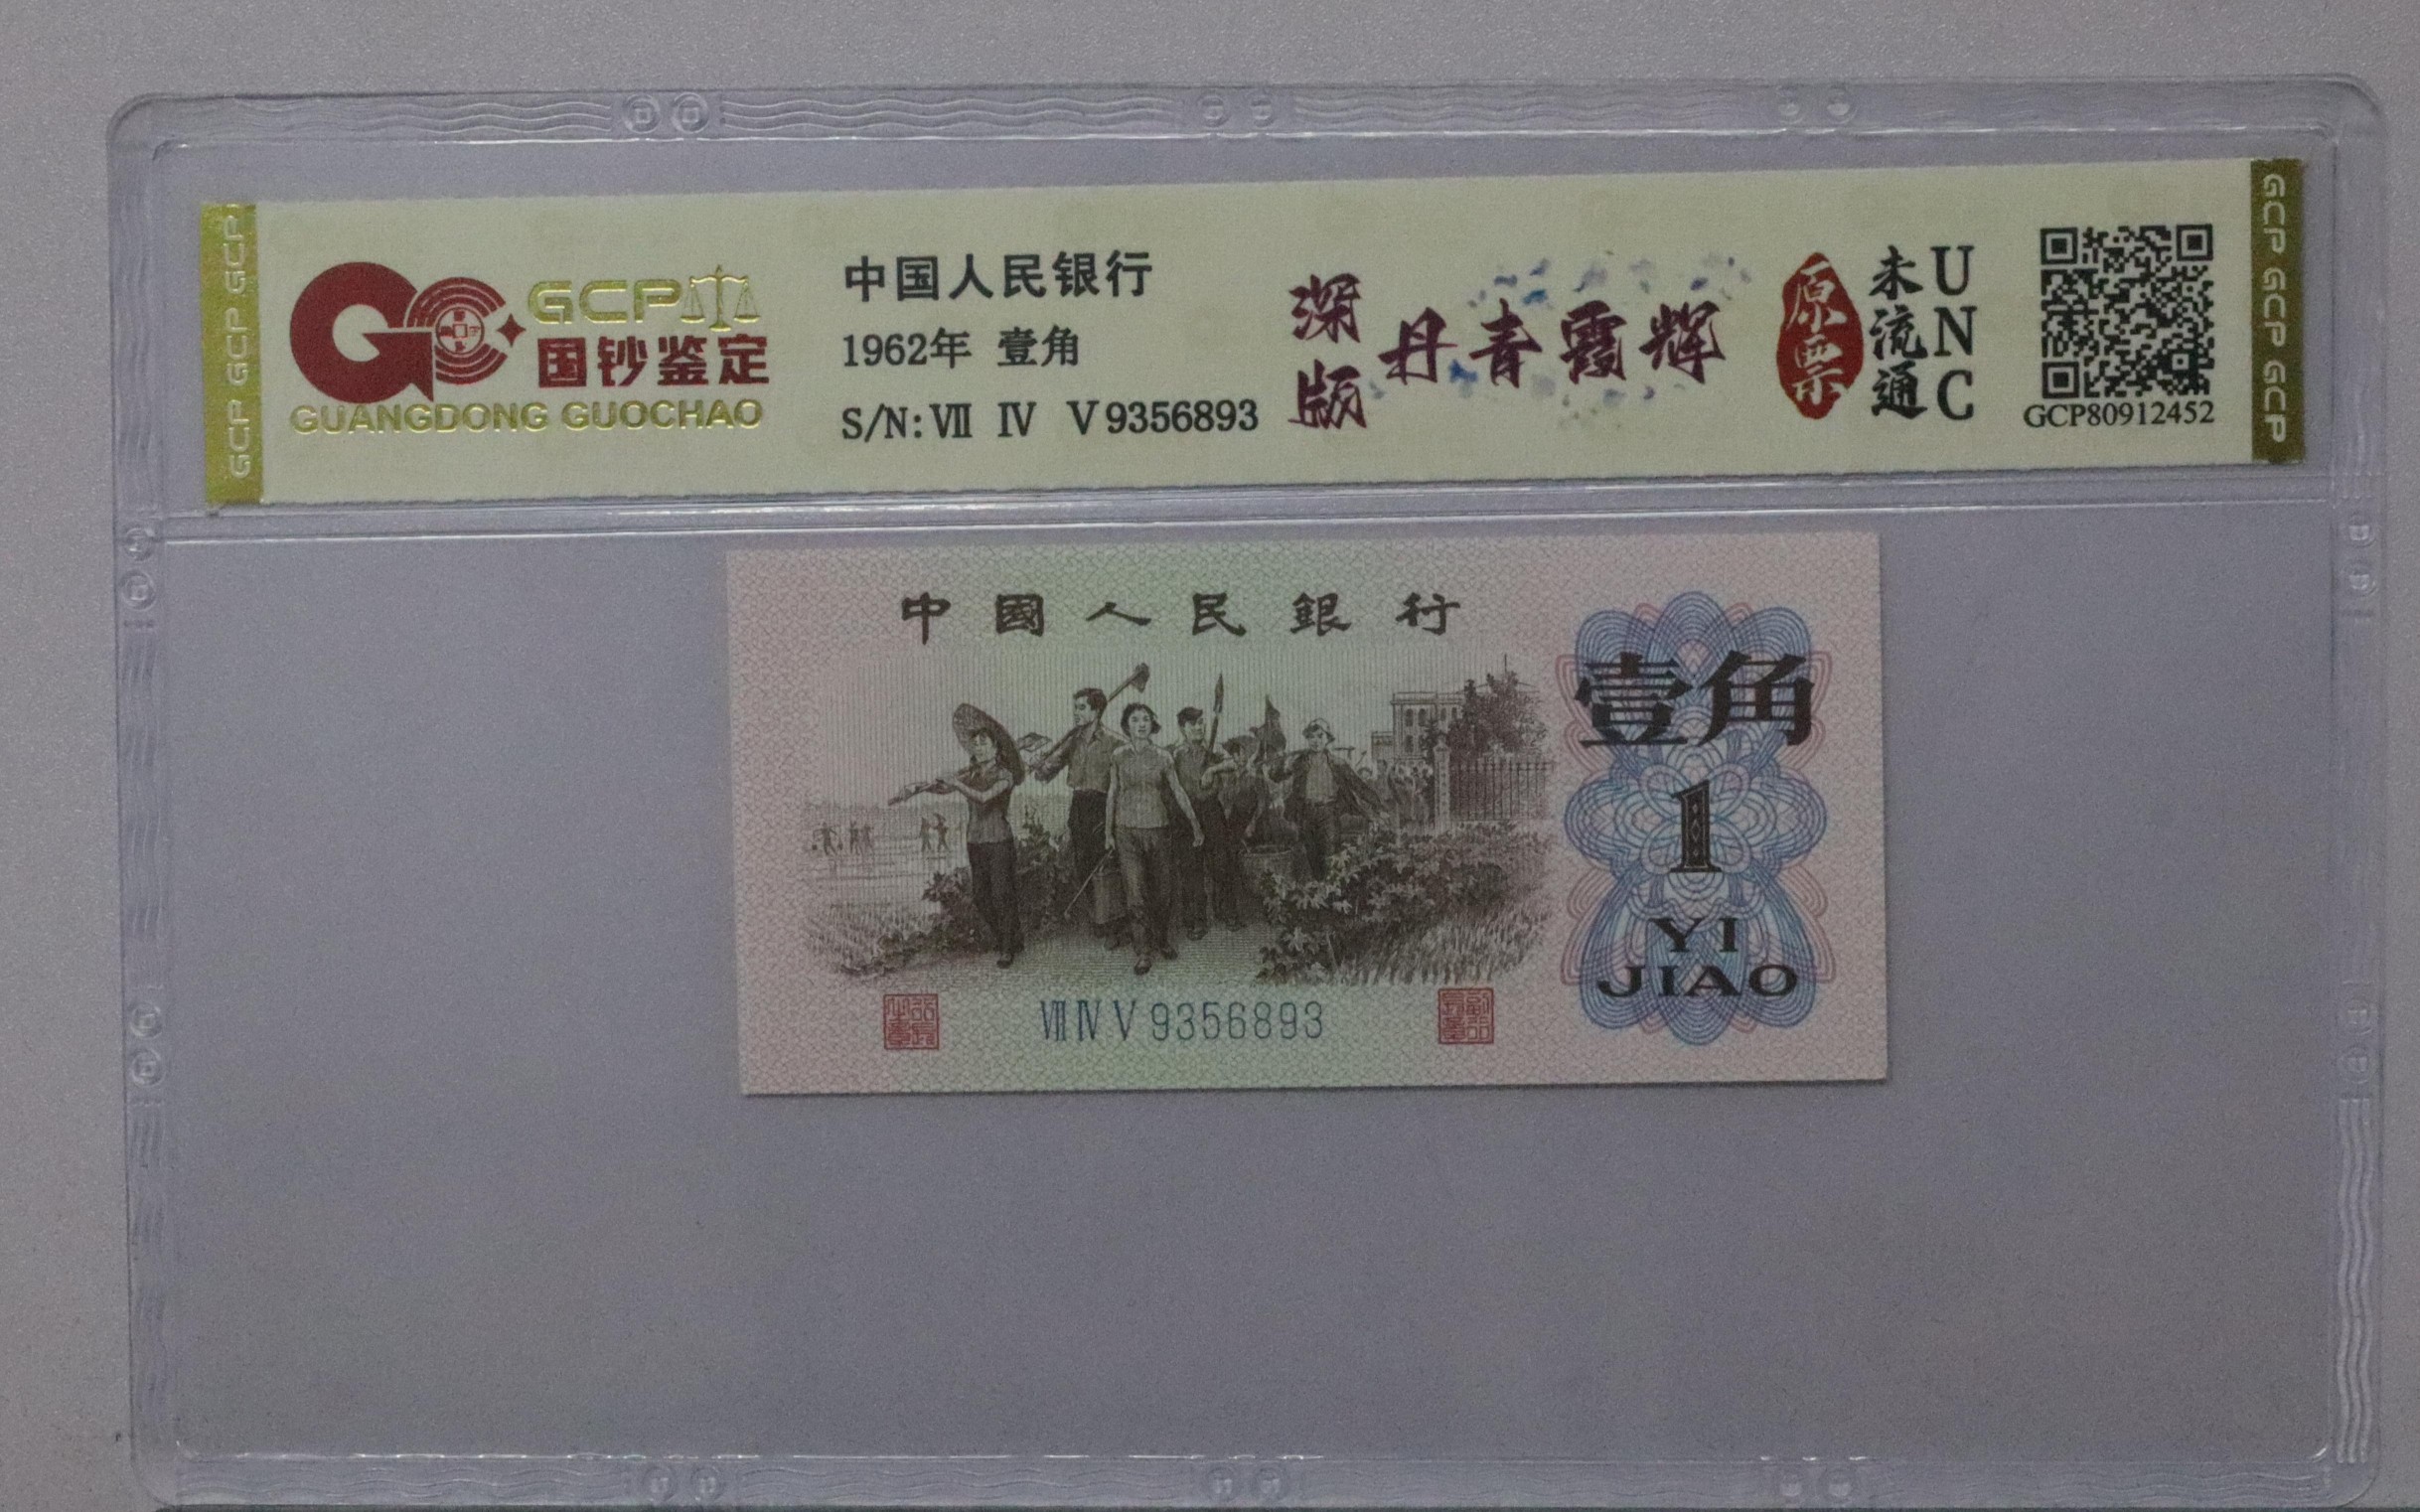 GCP GCP GCP
GCP
国钞鉴定
GUANGDONG GUOCHAO
中国人民银行
1962年 壹角
S/N: Ⅶ Ⅳ Ⅴ 9356893
深版
丹青霞辉
原票
未流通
UNC
GCP80912452
GCP GCP GCP
中國人民銀行
壹角
1
YI
JIAO
Ⅶ Ⅳ Ⅴ 9356893